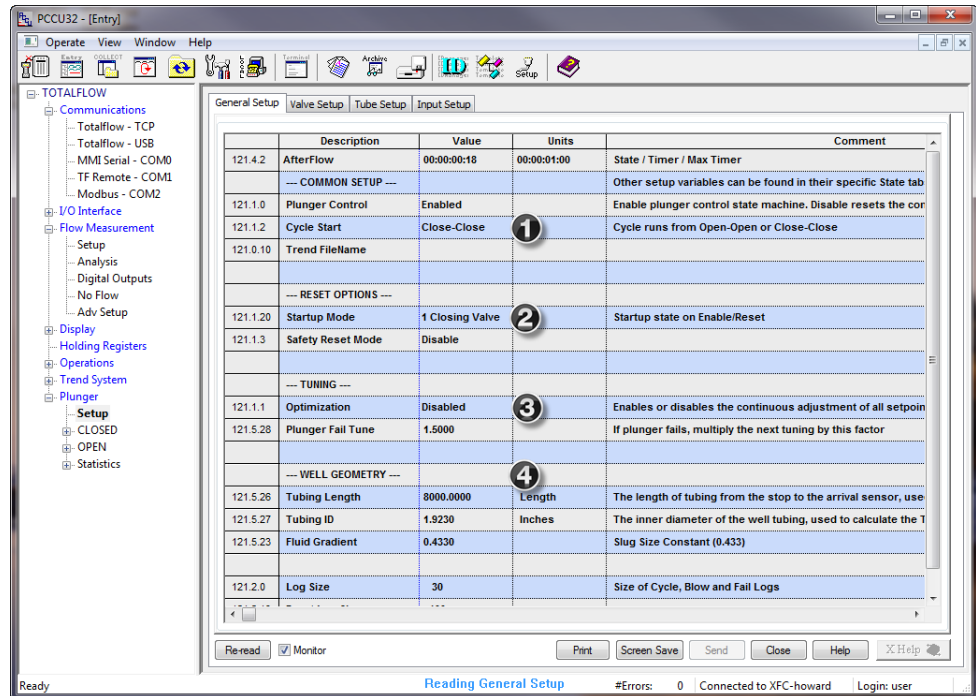 PCCU32 - [Entry]
Operate View Window Help
Entry COLLECT Terminal Archive ID Setup
TOTALFLOW
Communications
Totalflow - TCP
Totalflow - USB
MMI Serial - COM0
TF Remote - COM1
Modbus - COM2
I/O Interface
Flow Measurement
Setup
Analysis
Digital Outputs
No Flow
Adv Setup
Display
Holding Registers
Operations
Trend System
Plunger
Setup
CLOSED
OPEN
Statistics
General Setup Valve Setup Tube Setup Input Setup
Description Value Units Comment
121.4.2 AfterFlow 00:00:00:18 00:00:01:00 State / Timer / Max Timer
--- COMMON SETUP --- Other setup variables can be found in their specific State tab
121.1.0 Plunger Control Enabled Enable plunger control state machine. Disable resets the con
121.1.2 Cycle Start Close-Close 1 Cycle runs from Open-Open or Close-Close
121.0.10 Trend FileName
--- RESET OPTIONS ---
121.1.20 Startup Mode 1 Closing Valve 2 Startup state on Enable/Reset
121.1.3 Safety Reset Mode Disable
--- TUNING ---
121.1.1 Optimization Disabled 3 Enables or disables the continuous adjustment of all setpoin
121.5.28 Plunger Fail Tune 1.5000 If plunger fails, multiply the next tuning by this factor
--- WELL GEOMETRY --- 4
121.5.26 Tubing Length 8000.0000 Length The length of tubing from the stop to the arrival sensor, use
121.5.27 Tubing ID 1.9230 Inches The inner diameter of the well tubing, used to calculate the T
121.5.23 Fluid Gradient 0.4330 Slug Size Constant (0.433)
121.2.0 Log Size 30 Size of Cycle, Blow and Fail Logs
Re-read Monitor Print Screen Save Send Close Help X Help
Ready Reading General Setup #Errors: 0 Connected to XFC-howard Login: user